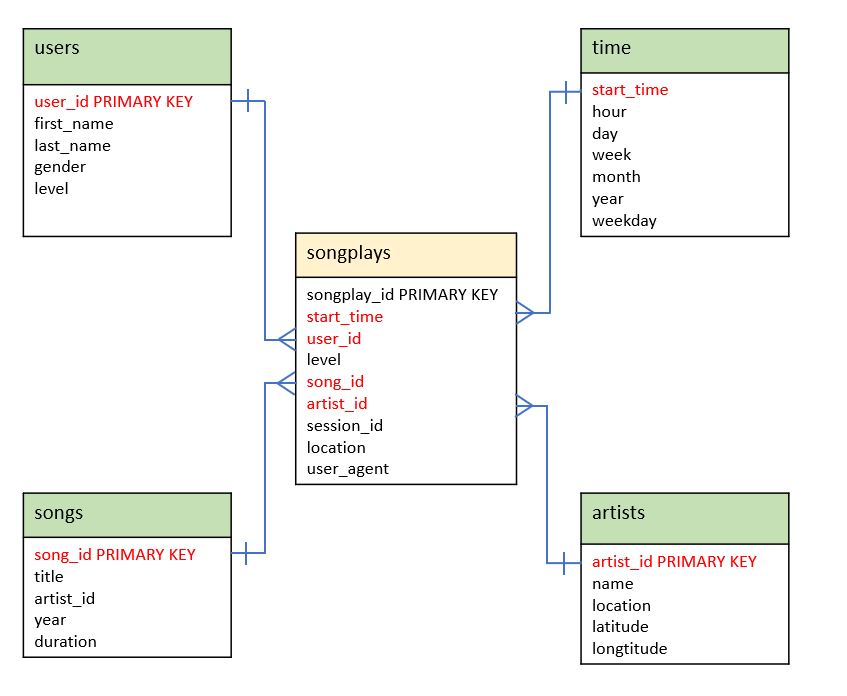 users
user_id PRIMARY KEY
first_name
last_name
gender
level
time
start_time
hour
day
week
month
year
weekday
songplays
songplay_id PRIMARY KEY
start_time
user_id
level
song_id
artist_id
session_id
location
user_agent
songs
song_id PRIMARY KEY
title
artist_id
year
duration
artists
artist_id PRIMARY KEY
name
location
latitude
longtitude